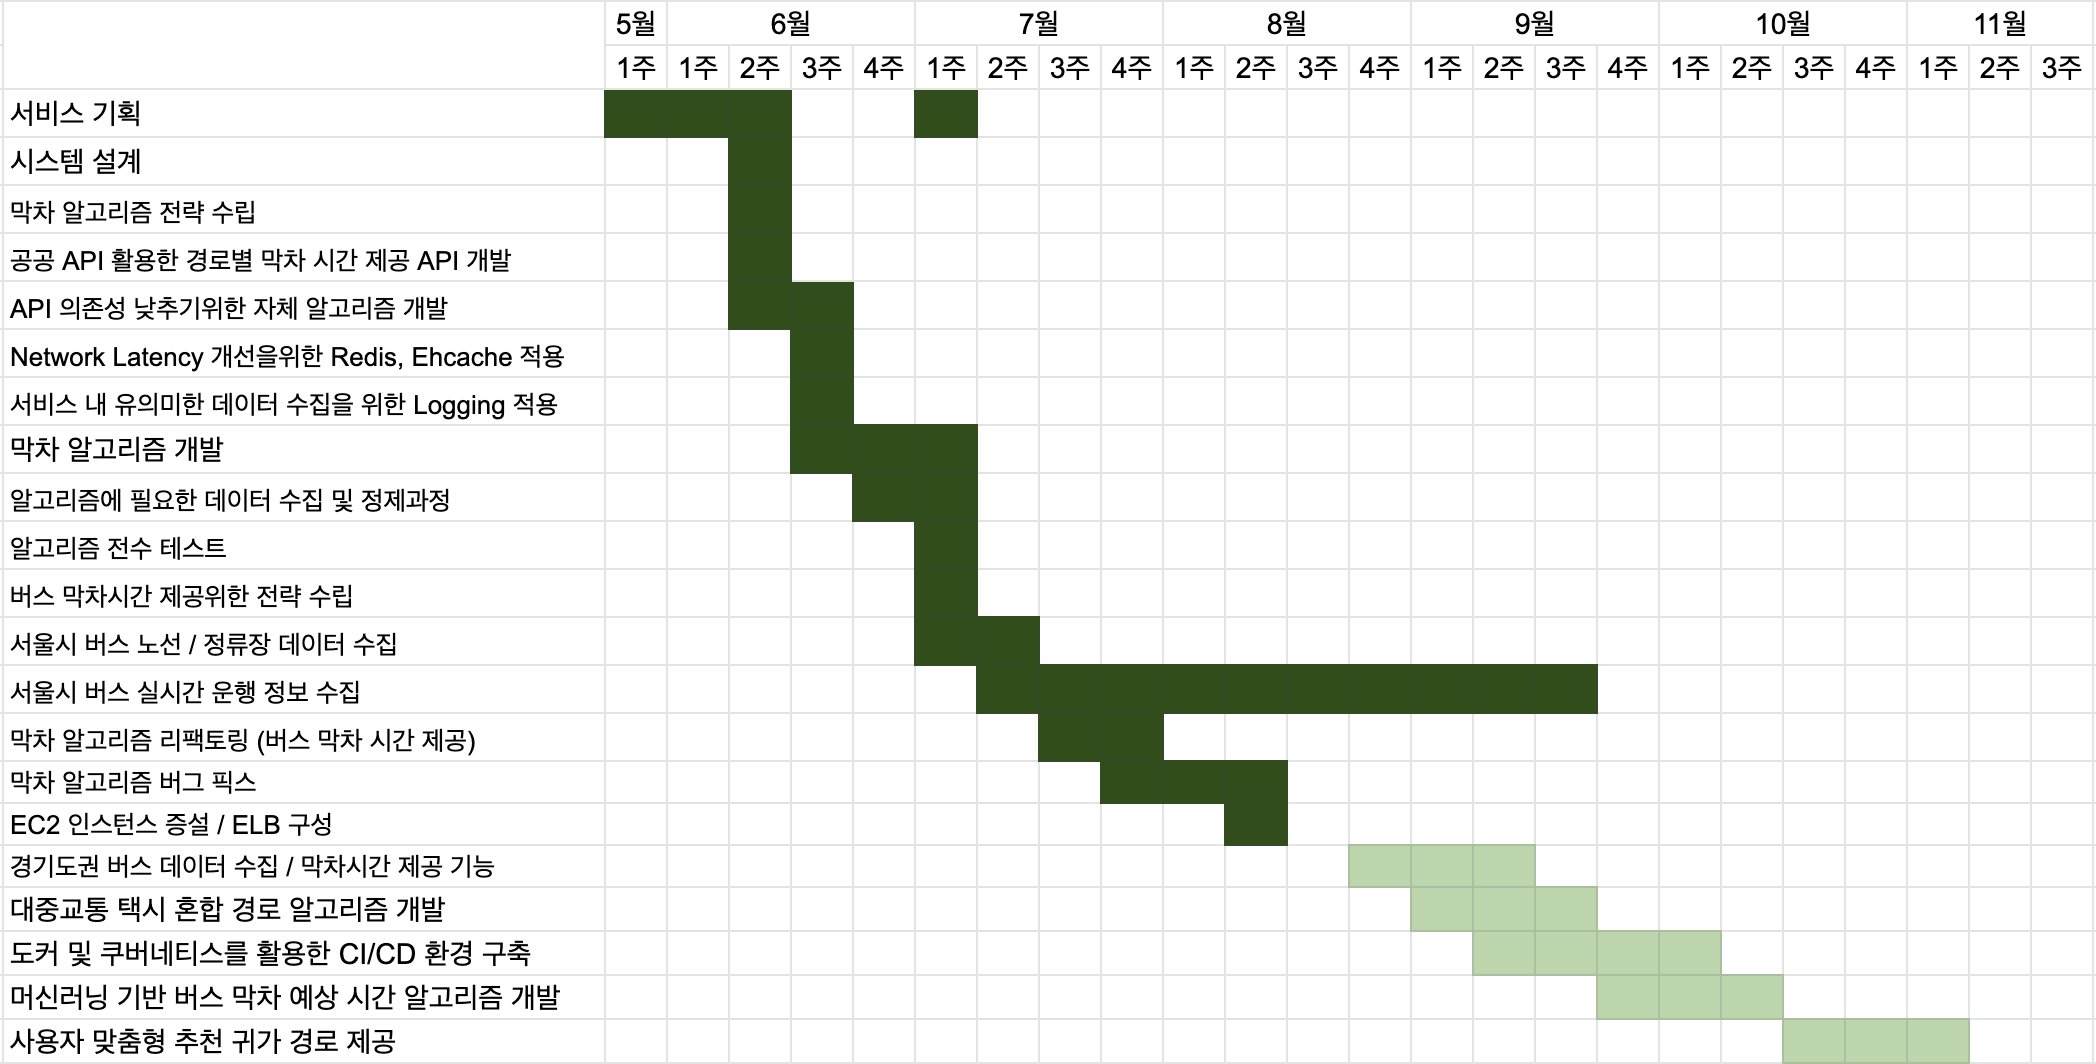 5월 6월 7월 8월 9월 10월 11월
1주 1주 2주 3주 4주 1주 2주 3주 4주 1주 2주 3주 4주 1주 2주 3주 4주 1주 2주 3주 4주 1주 2주 3주
서비스 기획
시스템 설계
막차 알고리즘 전략 수립
공공 API 활용한 경로별 막차 시간 제공 API 개발
API 의존성 낮추기위한 자체 알고리즘 개발
Network Latency 개선을위한 Redis, Ehcache 적용
서비스 내 유의미한 데이터 수집을 위한 Logging 적용
막차 알고리즘 개발
알고리즘에 필요한 데이터 수집 및 정제과정
알고리즘 전수 테스트
버스 막차시간 제공위한 전략 수립
서울시 버스 노선 / 정류장 데이터 수집
서울시 버스 실시간 운행 정보 수집
막차 알고리즘 리팩토링 (버스 막차 시간 제공)
막차 알고리즘 버그 픽스
EC2 인스턴스 증설 / ELB 구성
경기도권 버스 데이터 수집 / 막차시간 제공 기능
대중교통 택시 혼합 경로 알고리즘 개발
도커 및 쿠버네티스를 활용한 CI/CD 환경 구축
머신러닝 기반 버스 막차 예상 시간 알고리즘 개발
사용자 맞춤형 추천 귀가 경로 제공